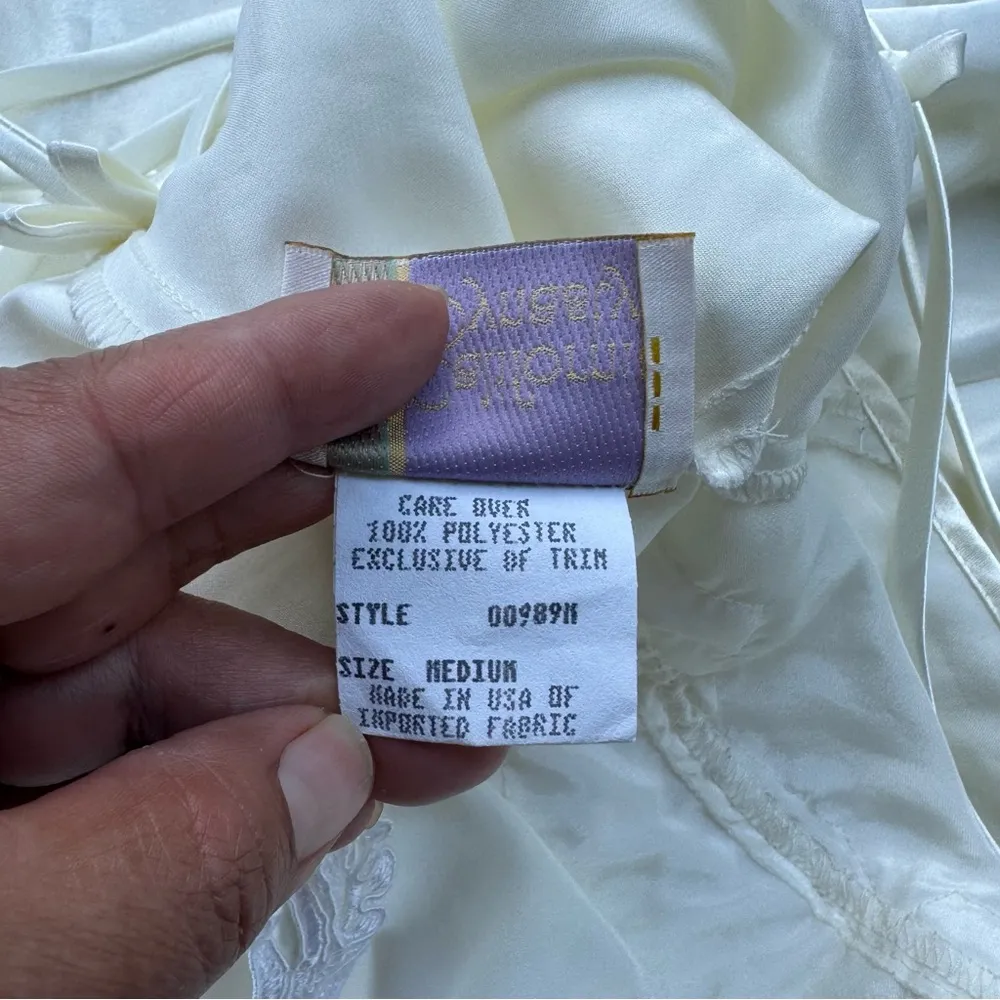 CARE OVER
100% POLYESTER
EXCLUSIVE OF TRIM
STYLE 00989M
SIZE MEDIUM
MADE IN USA OF
IMPORTED FABRIC